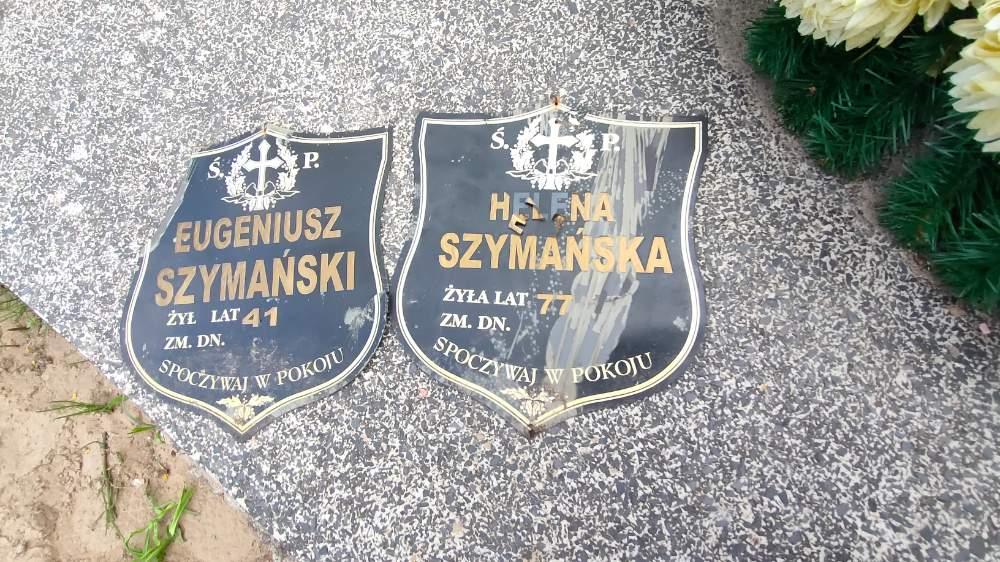 Ś. P.
EUGENIUSZ
SZYMAŃSKI
ŻYŁ LAT 41
ZM. DN.
SPOCZYWAJ W POKOJU
Ś. P.
HELENA
SZYMAŃSKA
ŻYŁA LAT 77
ZM. DN.
SPOCZYWAJ W POKOJU